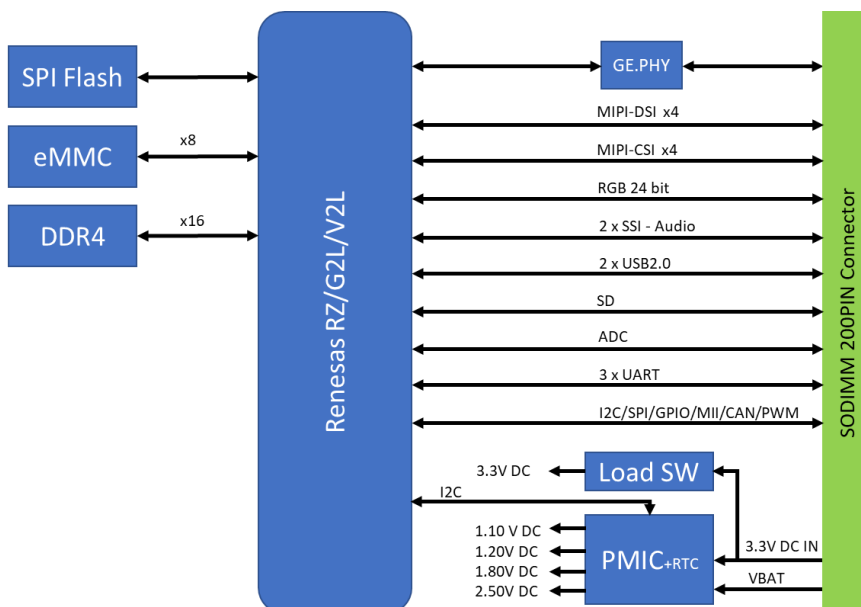 SPI Flash
eMMC
x8
DDR4
x16
Renesas RZ/G2L/V2L
GE.PHY
MIPI-DSI x4
MIPI-CSI x4
RGB 24 bit
2 x SSI - Audio
2 x USB2.0
SD
ADC
3 x UART
I2C/SPI/GPIO/MII/CAN/PWM
3.3V DC
Load SW
I2C
1.10 V DC
1.20V DC
1.80V DC
2.50V DC
PMIC+RTC
3.3V DC IN
VBAT
SODIMM 200PIN Connector